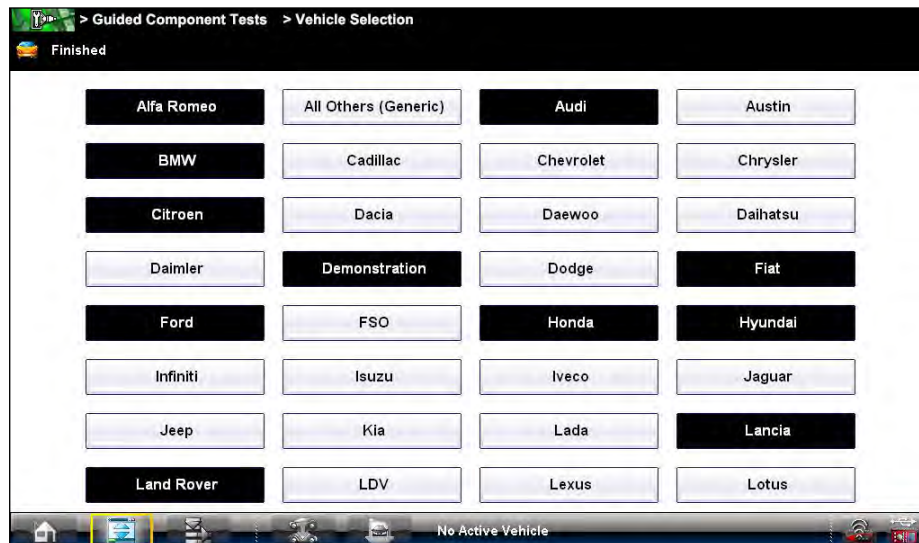 > Guided Component Tests > Vehicle Selection
Finished
Alfa Romeo All Others (Generic) Audi Austin
BMW Cadillac Chevrolet Chrysler
Citroen Dacia Daewoo Daihatsu
Daimler Demonstration Dodge Fiat
Ford FSO Honda Hyundai
Infiniti Isuzu Iveco Jaguar
Jeep Kia Lada Lancia
Land Rover LDV Lexus Lotus
No Active Vehicle